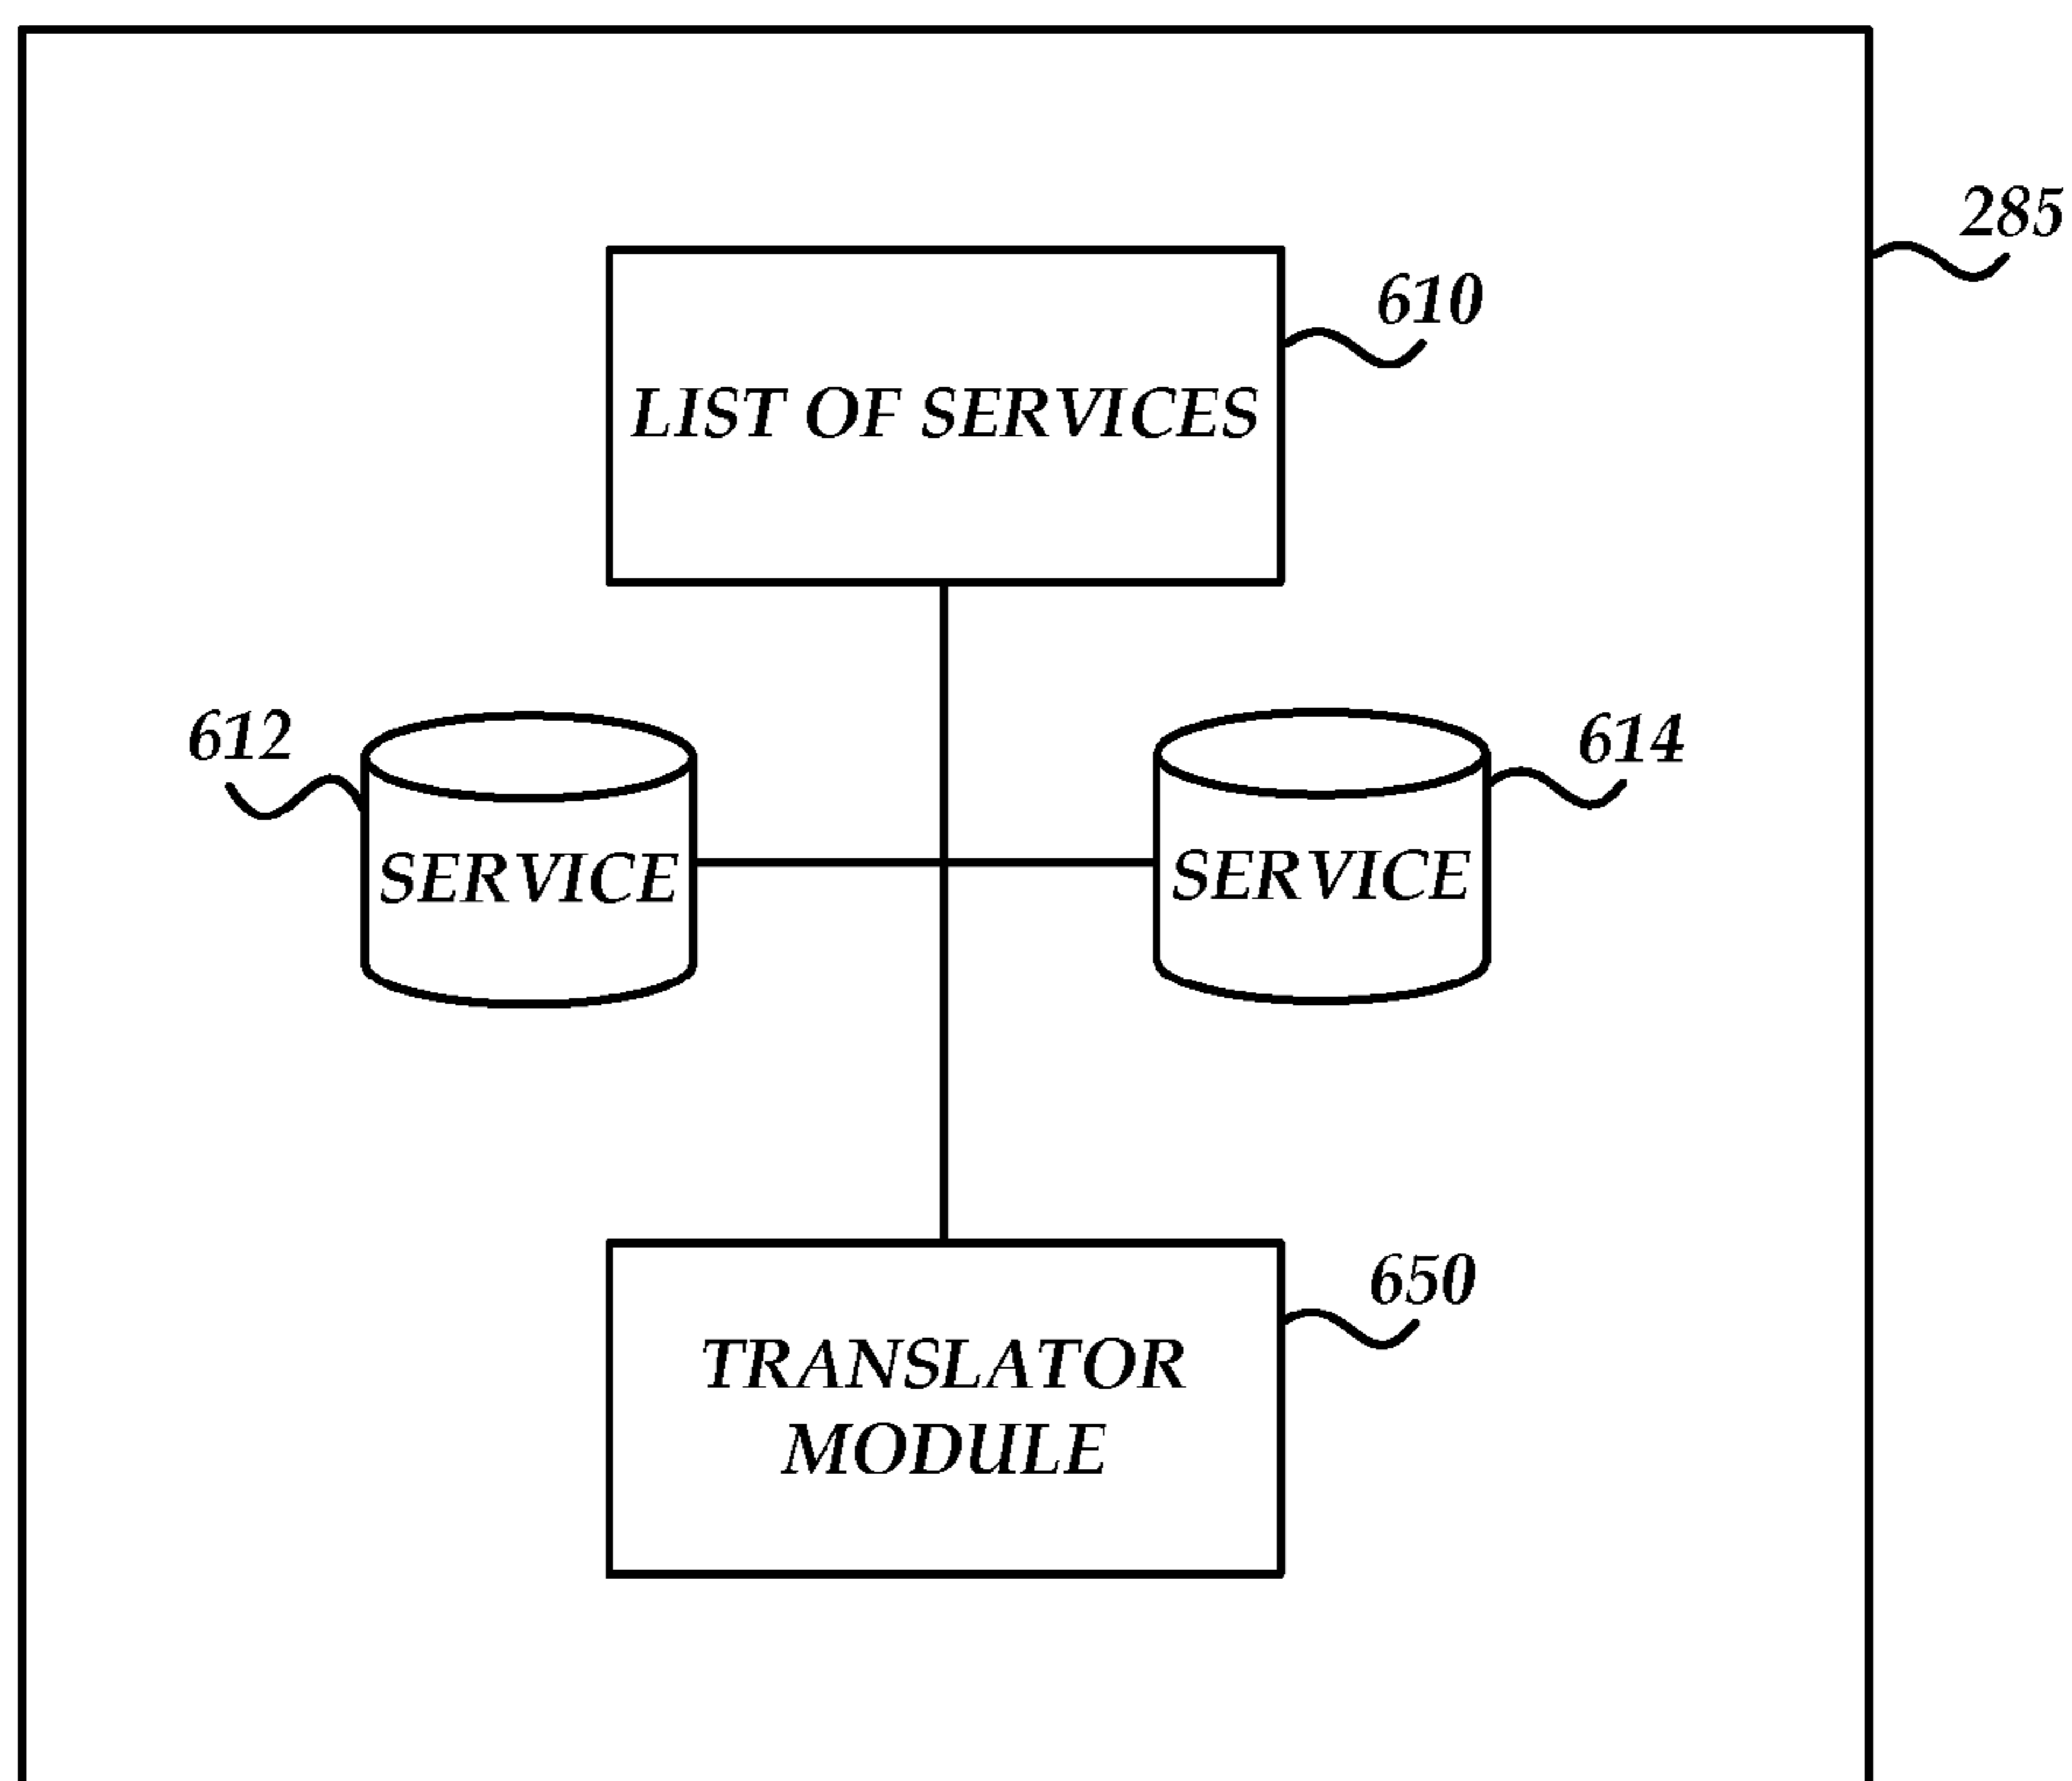 285
610
LIST OF SERVICES
612
614
SERVICE
SERVICE
650
TRANSLATOR
MODULE